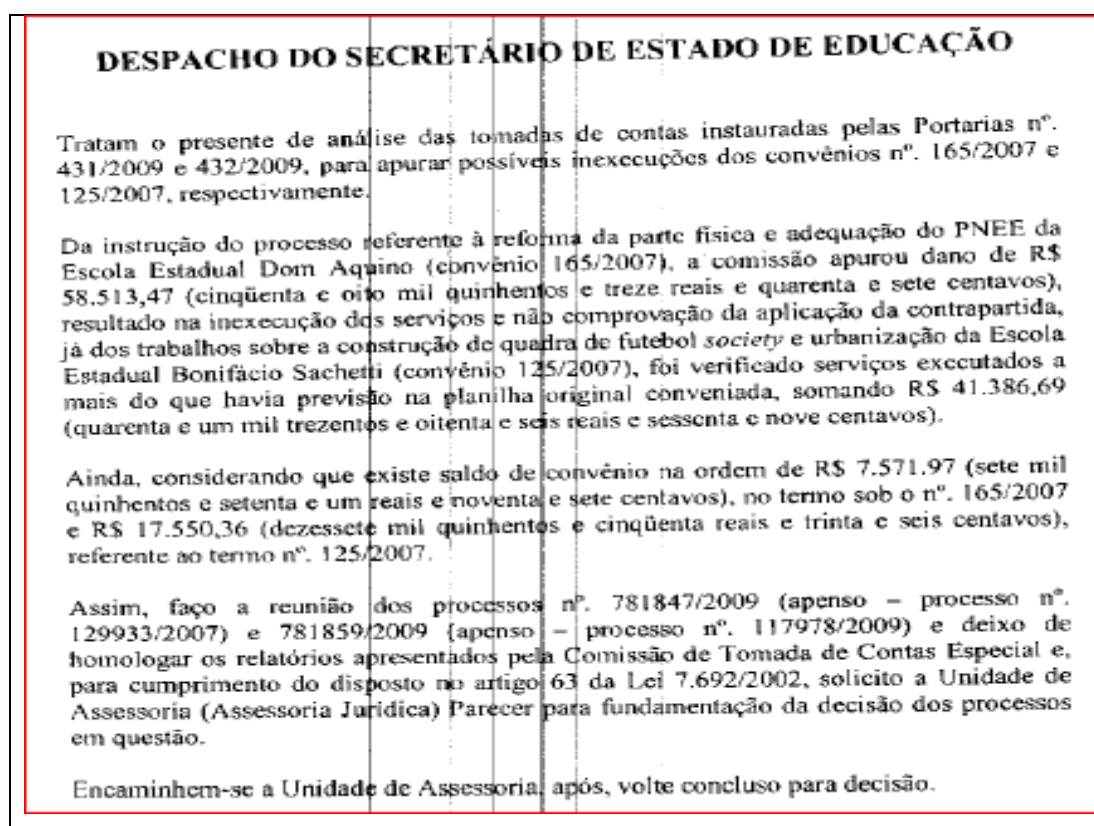 DESPACHO DO SECRETÁRIO DE ESTADO DE EDUCAÇÃO
Tratam o presente de análise das tomadas de contas instauradas pelas Portarias nº.
431/2009 e 432/2009, para apurar possíveis inexecuções dos convênios nº. 165/2007 e
125/2007, respectivamente.
Da instrução do processo referente à reforma da parte física e adequação do PNEE da
Escola Estadual Dom Aquino (convênio 165/2007), a comissão apurou dano de R$
58.513,47 (cinqüenta e oito mil quinhentos e treze reais e quarenta e sete centavos),
resultado na inexecução dos serviços e não comprovação da aplicação da contrapartida,
já dos trabalhos sobre a construção de quadra de futebol society e urbanização da Escola
Estadual Bonifácio Sachetti (convênio 125/2007), foi verificado serviços executados a
mais do que havia previsão na planilha original conveniada, somando R$ 41.386,69
(quarenta e um mil trezentos e oitenta e seis reais e sessenta e nove centavos).
Ainda, considerando que existe saldo de convênio na ordem de R$ 7.571.97 (sete mil
quinhentos e setenta e um reais e noventa e sete centavos), no termo sob o nº. 165/2007
e R$ 17.550,36 (dezessete mil quinhentos e cinqüenta reais e trinta e seis centavos),
referente ao termo nº. 125/2007.
Assim, faço a reunião dos processos nº. 781847/2009 (apenso – processo nº.
129933/2007) e 781859/2009 (apenso – processo nº. 117978/2009) e deixo de
homologar os relatórios apresentados pela Comissão de Tomada de Contas Especial e,
para cumprimento do disposto no artigo 63 da Lei 7.692/2002, solicito a Unidade de
Assessoria (Assessoria Jurídica) Parecer para fundamentação da decisão dos processos
em questão.
Encaminhem-se a Unidade de Assessoria, após, volte concluso para decisão.